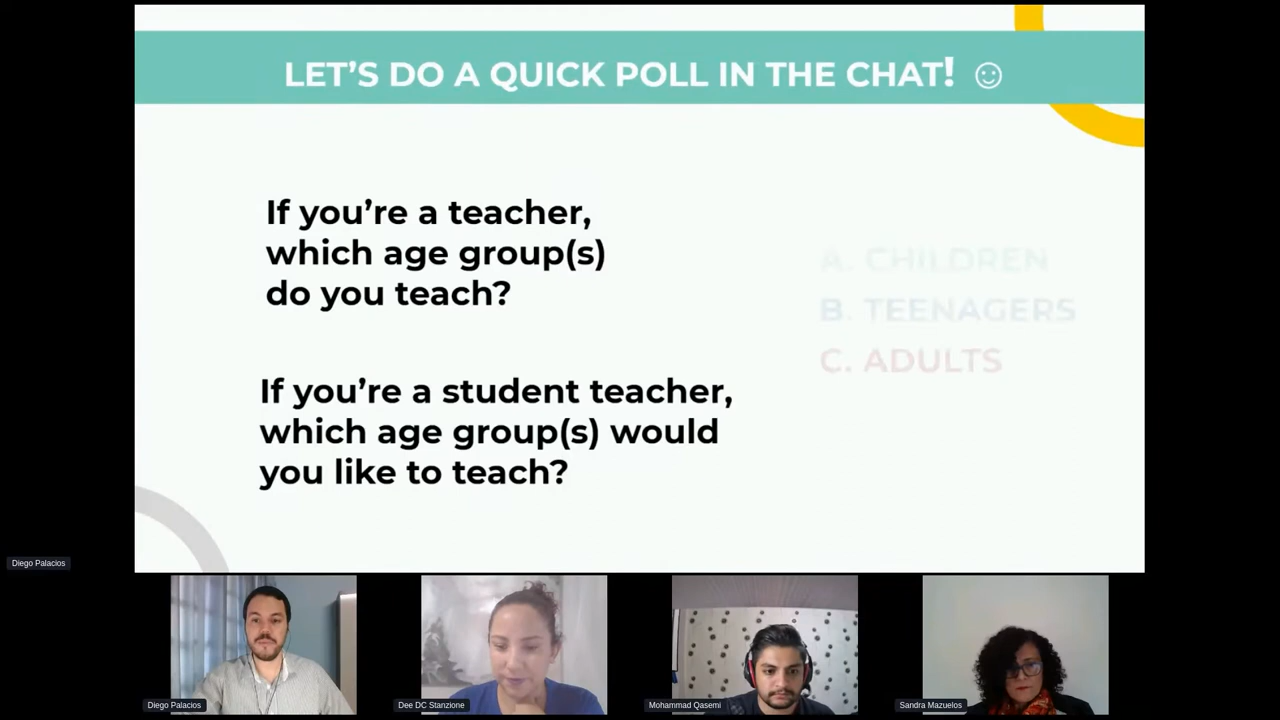 LET'S DO A QUICK POLL IN THE CHAT! ☺
If you're a teacher,
which age group(s)
do you teach?
A. CHILDREN
B. TEENAGERS
C. ADULTS
If you're a student teacher,
which age group(s) would
you like to teach?
Diego Palacios
Diego Palacios
Dee DC Stanzione
Mohammad Qasemi
Sandra Mazuelos